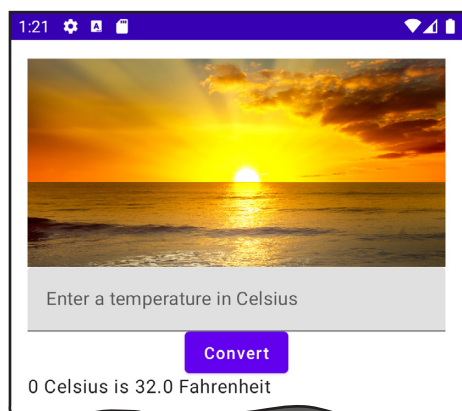 1:21
Enter a temperature in Celsius
Convert
0 Celsius is 32.0 Fahrenheit